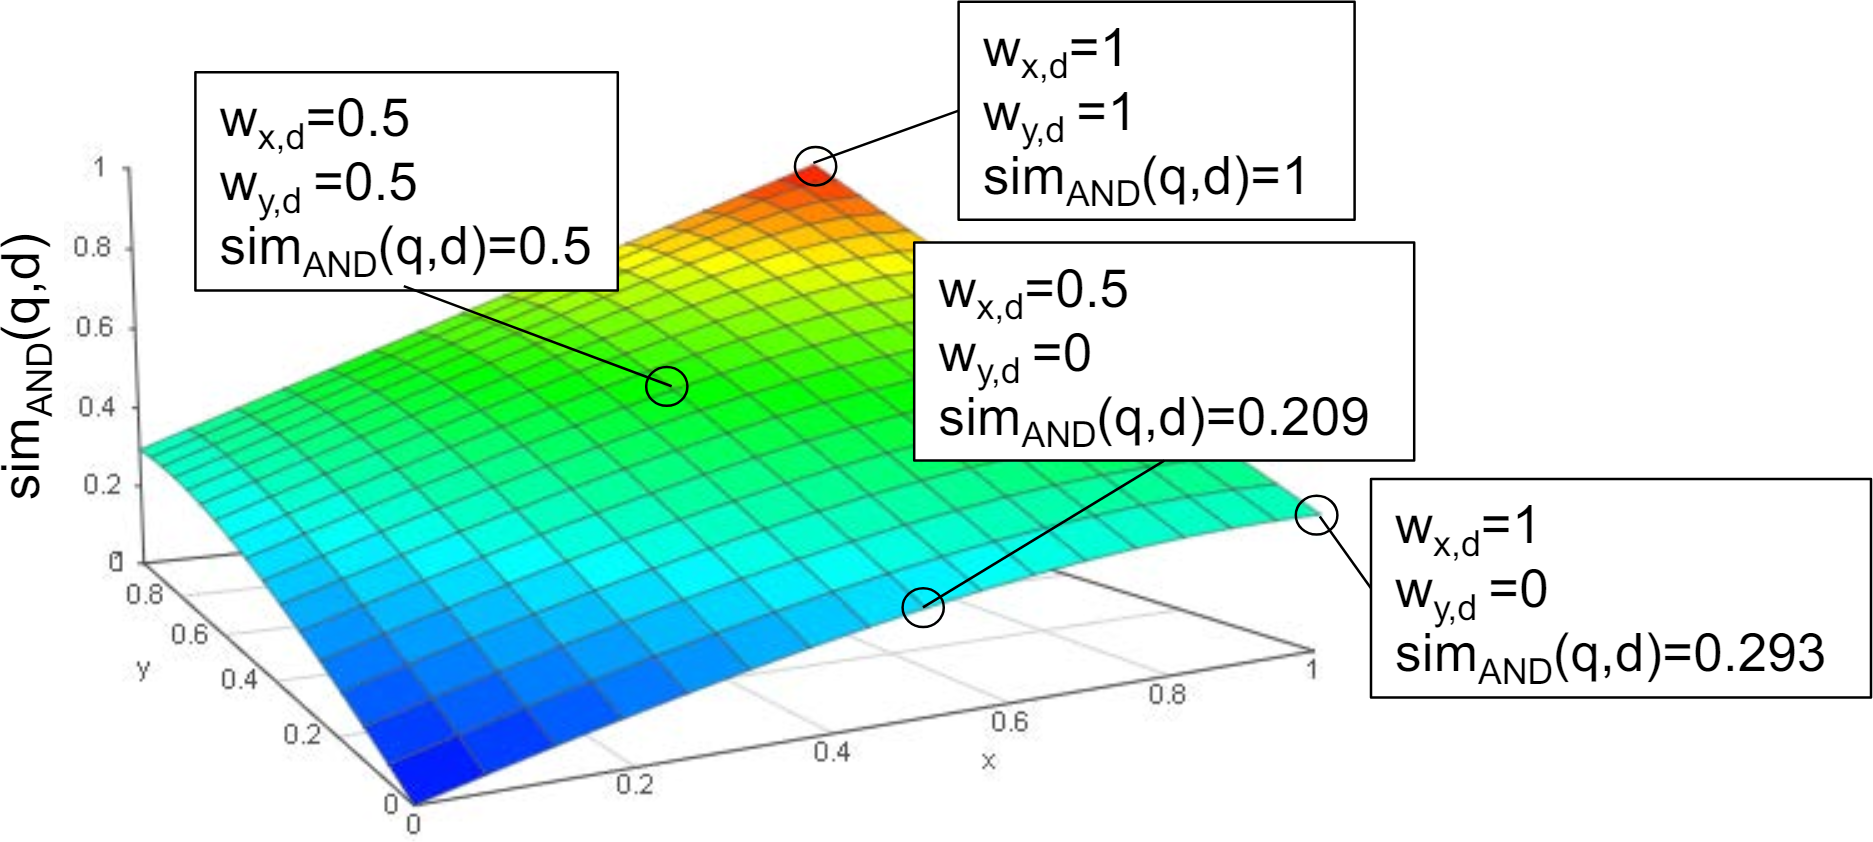 w_x,d=0.5
w_y,d =0.5
sim_AND(q,d)=0.5
w_x,d=1
w_y,d =1
sim_AND(q,d)=1
w_x,d=0.5
w_y,d =0
sim_AND(q,d)=0.209
w_x,d=1
w_y,d =0
sim_AND(q,d)=0.293
sim_AND(q,d)
1
0.8
0.6
0.4
0.2
0
0.8
0.6
0.4
0.2
0
y
0
0.2
0.4
0.6
0.8
1
x